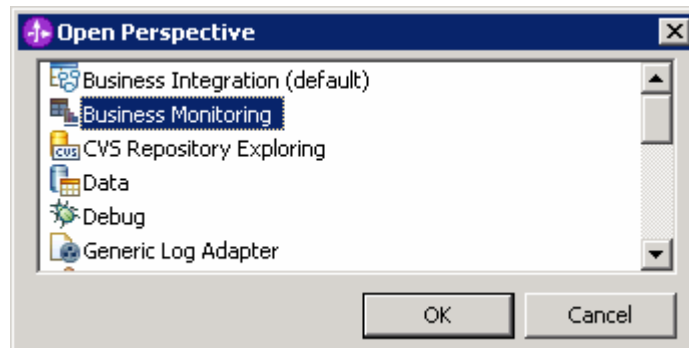 Open Perspective
Business Integration (default)
Business Monitoring
CVS Repository Exploring
Data
Debug
Generic Log Adapter
OK
Cancel